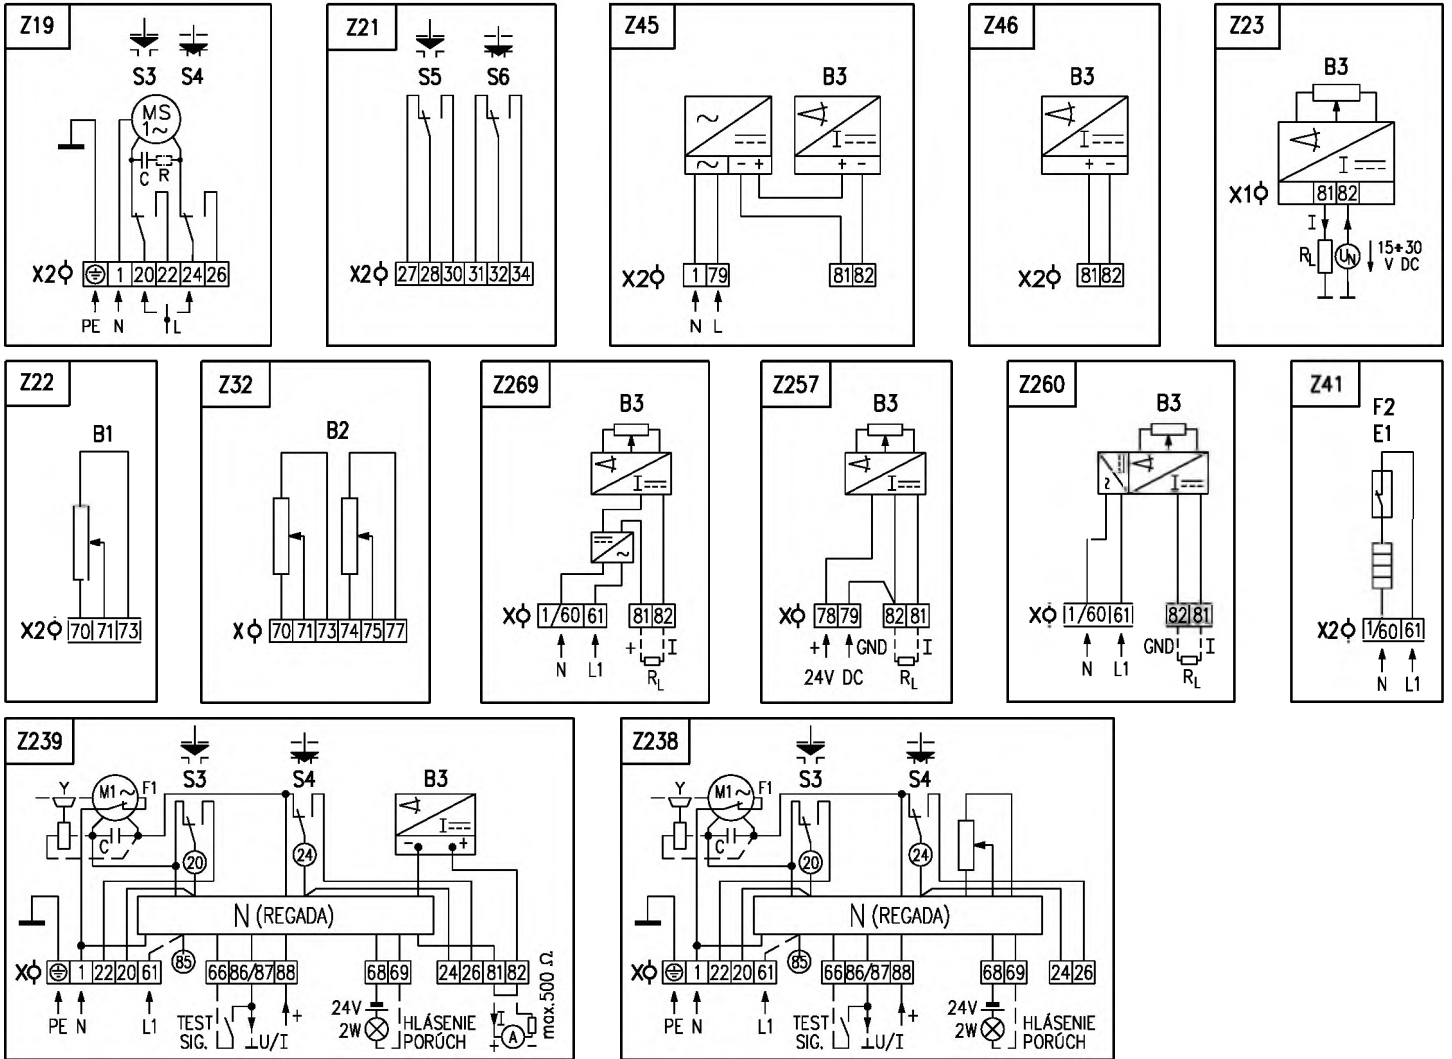 Z19
S3 S4
MS
1~
C R
X2 1 20 22 24 26
PE N L
Z21
S5 S6
X2 27 28 30 31 32 34
Z45
B3
~
I
~ - + + -
X2 1 79 81 82
N L
Z46
B3
I
+ -
X2 81 82
Z23
B3
I
X1 81 82
I
RL UN 15÷30
V DC
Z22
B1
X2 70 71 73
Z32
B2
X 70 71 73 74 75 77
Z269
B3
I
~
X 1/60 61 81 82
+ I
N L1 RL
Z257
B3
I
X 78 79 82 81
+ GND I
24V DC RL
Z260
B3
~ I
X 1/60 61 82 81
GND I
N L1 RL
Z41
F2
E1
X2 1/60 61
N L1
Z239
S3 S4 B3
Y M1 ~ F1
I
C - +
20 24
N (REGADA)
85
X 1 22 20 61 66 86/87 88 68 69 24 26 81 82
PE N L1 TEST
SIG. ⊥U/I +
24V
2W HLÁSENIE
PORÚCH
I
+ A -
max.500 Ω
Z238
S3 S4
Y M1 ~ F1
C
20 24
N (REGADA)
85
X 1 22 20 61 66 86/87 88 68 69 24 26
PE N L1 TEST
SIG. ⊥U/I +
24V
2W HLÁSENIE
PORÚCH